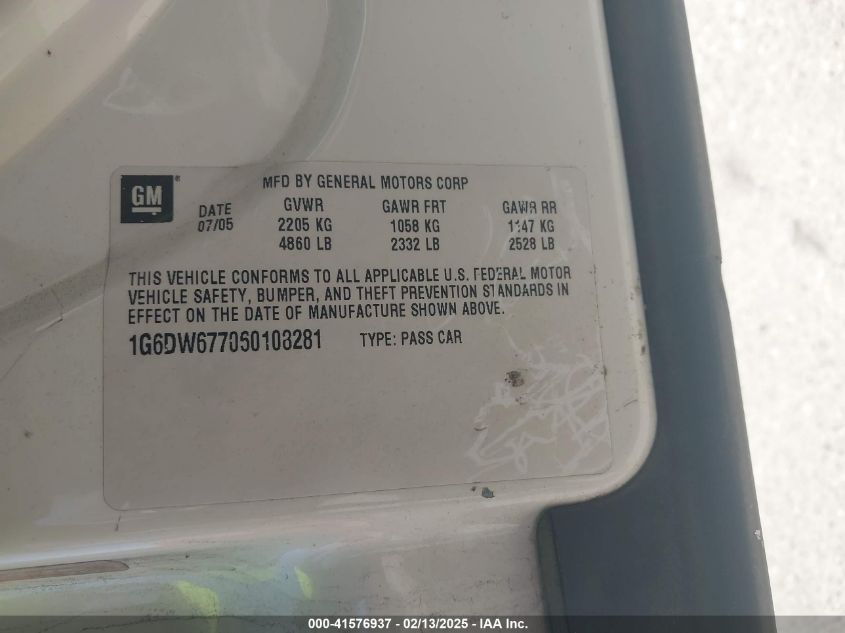 GM
MFD BY GENERAL MOTORS CORP
DATE GVWR GAWR FRT GAWR RR
07/05 2205 KG 1058 KG 1147 KG
4860 LB 2332 LB 2528 LB
THIS VEHICLE CONFORMS TO ALL APPLICABLE U.S. FEDERAL MOTOR
VEHICLE SAFETY, BUMPER, AND THEFT PREVENTION STANDARDS IN
EFFECT ON THE DATE OF MANUFACTURE SHOWN ABOVE.
1G6DW677050108281 TYPE: PASS CAR
000-41576937 - 02/13/2025 - IAA Inc.